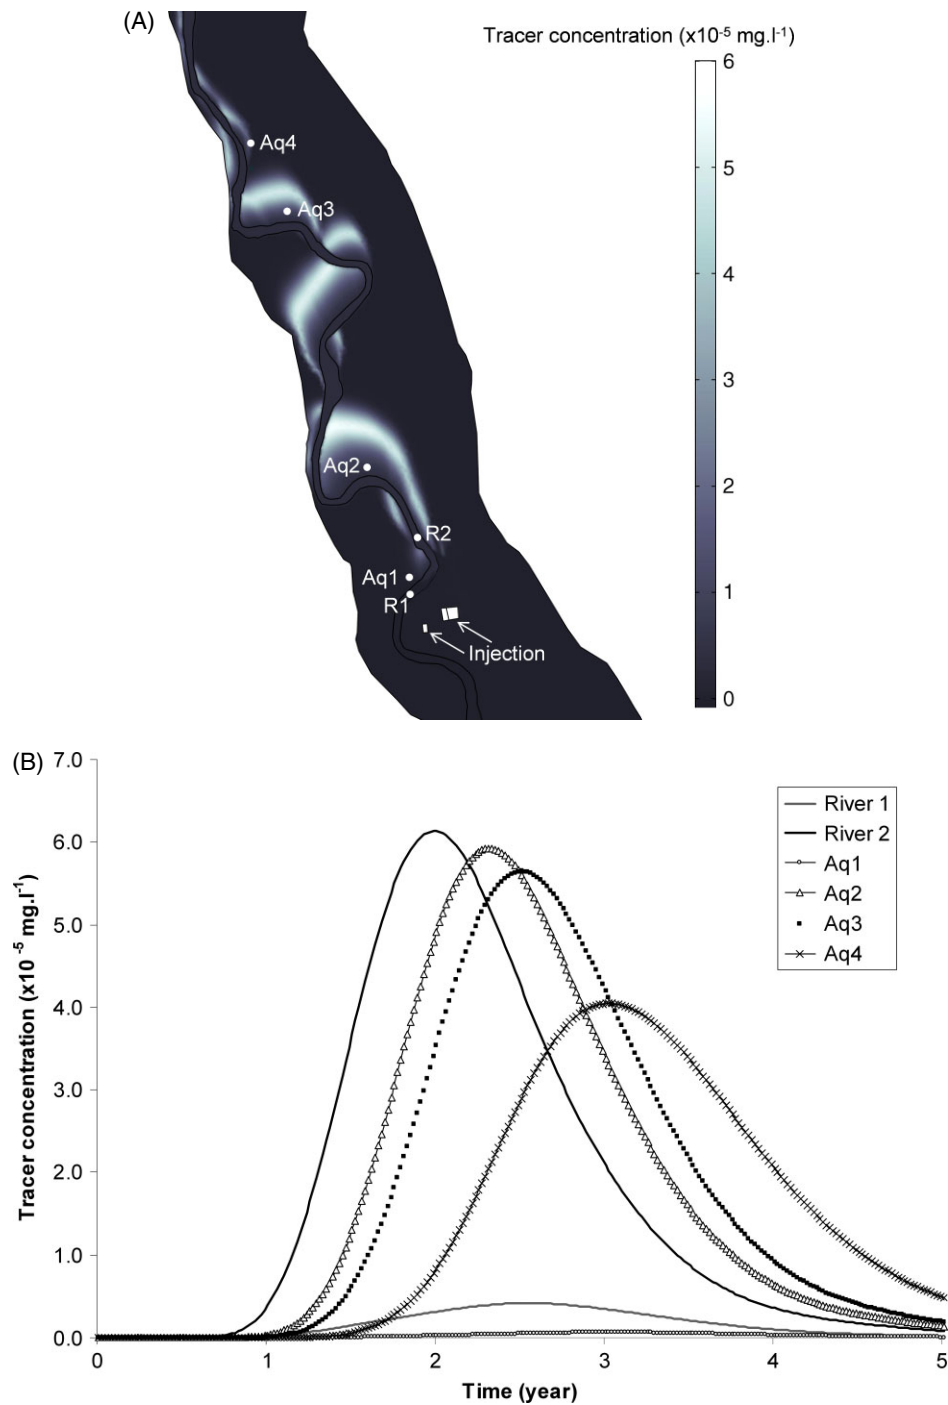 (A)
Tracer concentration (x10⁻⁵ mg.l⁻¹)
6
5
4
3
2
1
0
Aq4
Aq3
Aq2
R2
Aq1
R1
Injection
(B)
7.0
6.0
5.0
4.0
3.0
2.0
1.0
0.0
Tracer concentration (x10 ⁻⁵ mg.l⁻¹)
River 1
River 2
Aq1
Aq2
Aq3
Aq4
0 1 2 3 4 5
Time (year)